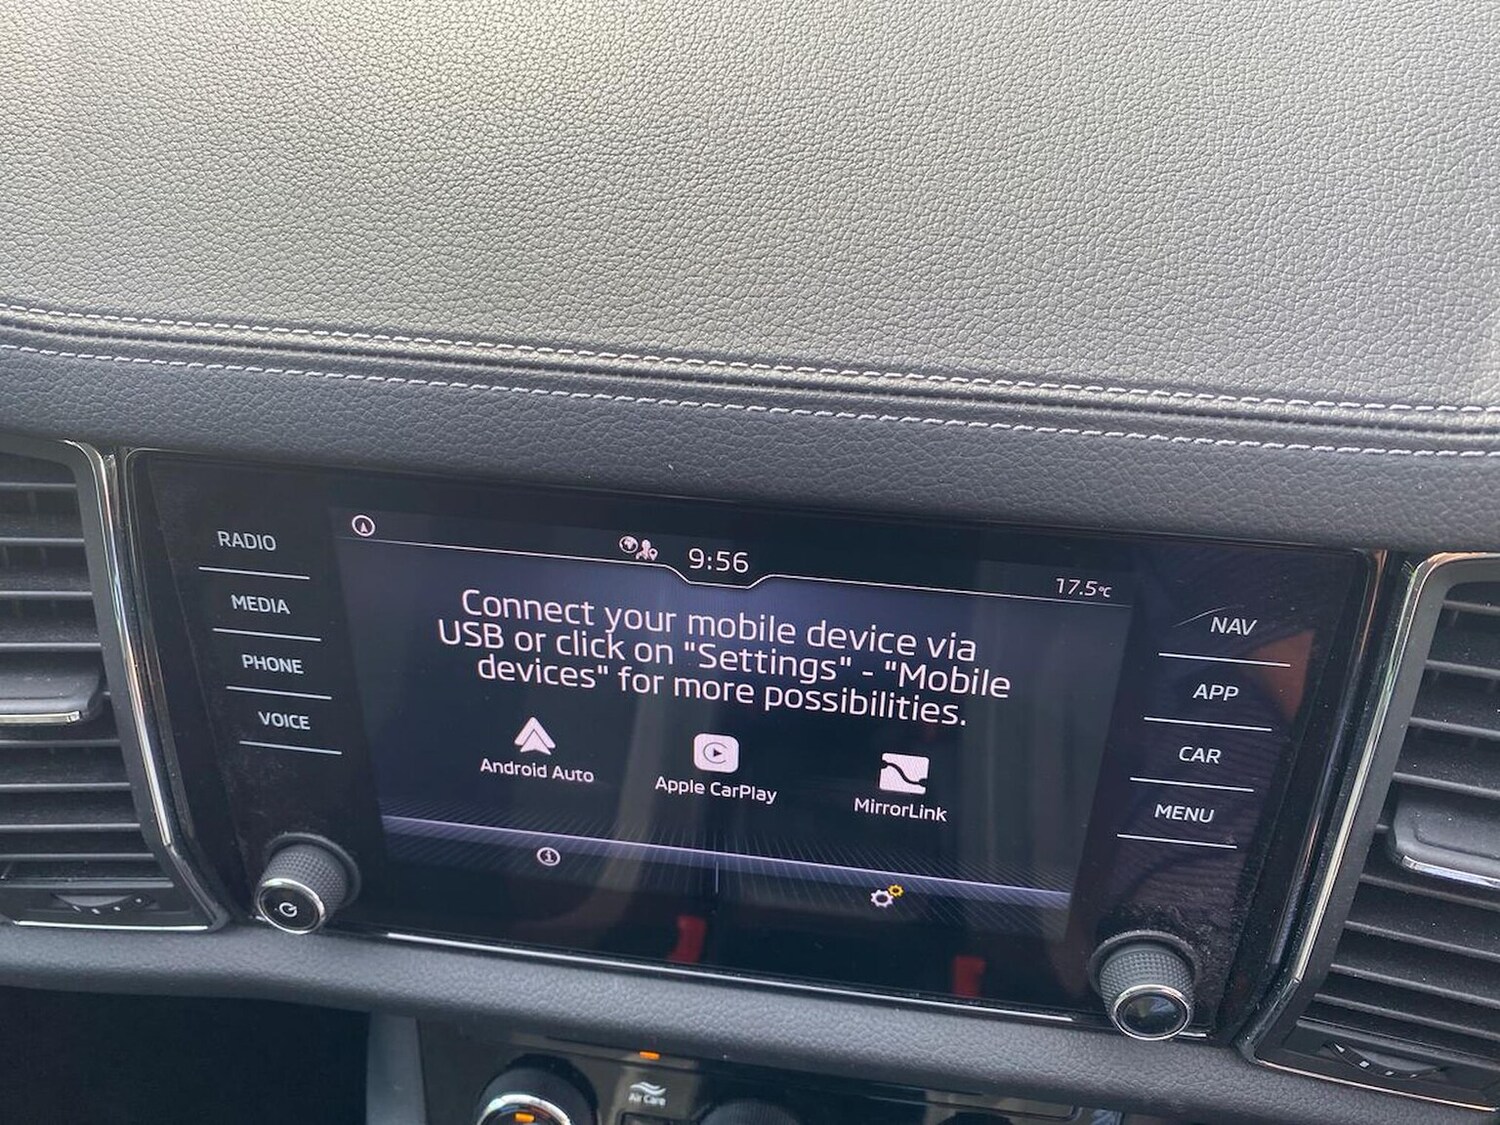 RADIO
MEDIA
PHONE
VOICE
9:56
17.5°C
Connect your mobile device via
USB or click on "Settings" - "Mobile
devices" for more possibilities.
Android Auto
Apple CarPlay
MirrorLink
NAV
APP
CAR
MENU
Air Care